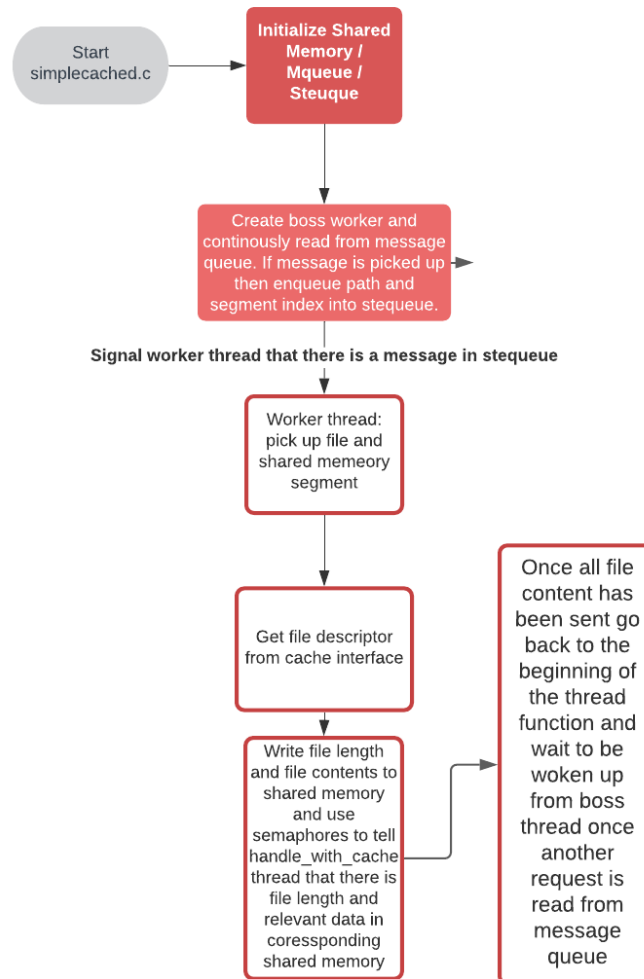 Start
simplecached.c
Initialize Shared
Memory /
Mqueue /
Steuque
Create boss worker and
continously read from message
queue. If message is picked up
then enqueue path and
segment index into stequeue.
Signal worker thread that there is a message in stequeue
Worker thread:
pick up file and
shared memeory
segment
Get file descriptor
from cache interface
Write file length
and file contents to
shared memory
and use
semaphores to tell
handle_with_cache
thread that there is
file length and
relevant data in
coressponding
shared memory
Once all file
content has
been sent go
back to the
beginning of
the thread
function and
wait to be
woken up
from boss
thread once
another
request is
read from
message
queue